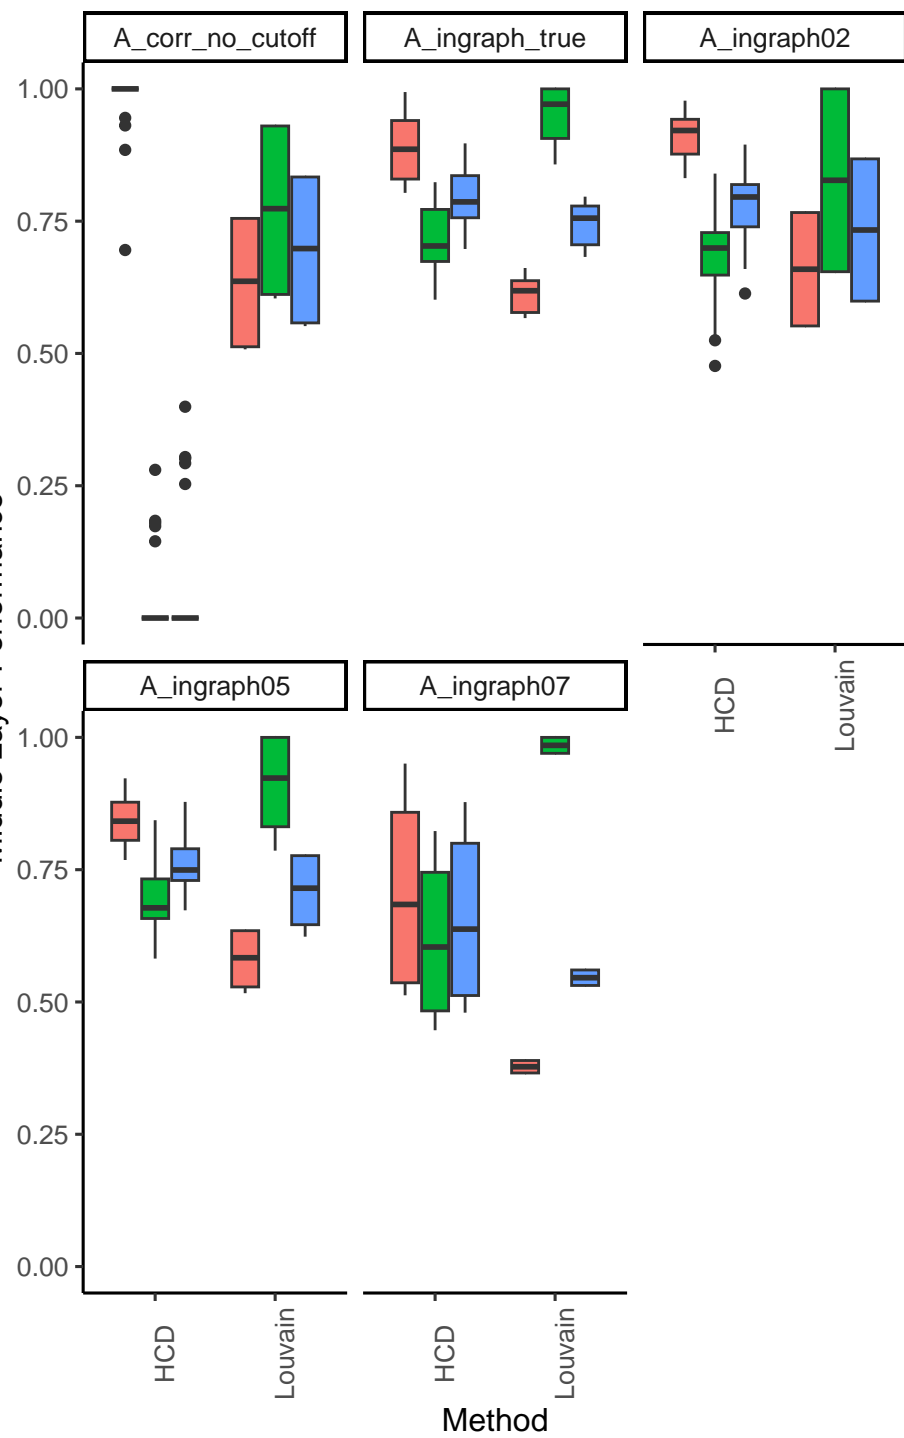 A_corr_no_cutoff A_ingraph_true A_ingraph02
1.00
0.75
0.50
0.25
0.00
HCD Louvain
A_ingraph05 A_ingraph07
1.00
0.75
0.50
0.25
0.00
HCD Louvain HCD Louvain
Method